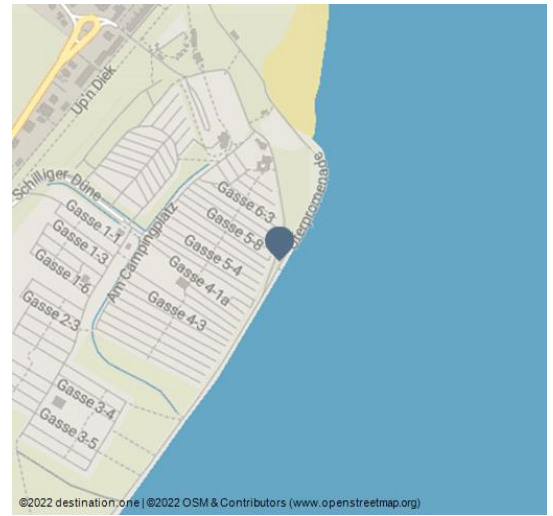 Up'n Diek
Schilliger Düne
Am Campingplatz
Gasse 1-1
Gasse 1-3
Gasse 1-6
Gasse 2-3
Gasse 3-4
Gasse 3-5
Gasse 6-3
Gasse 5-8
Gasse 5-4
Gasse 4-1a
Gasse 4-3
©2022 destination.one | ©2022 OSM & Contributors (www.openstreetmap.org)